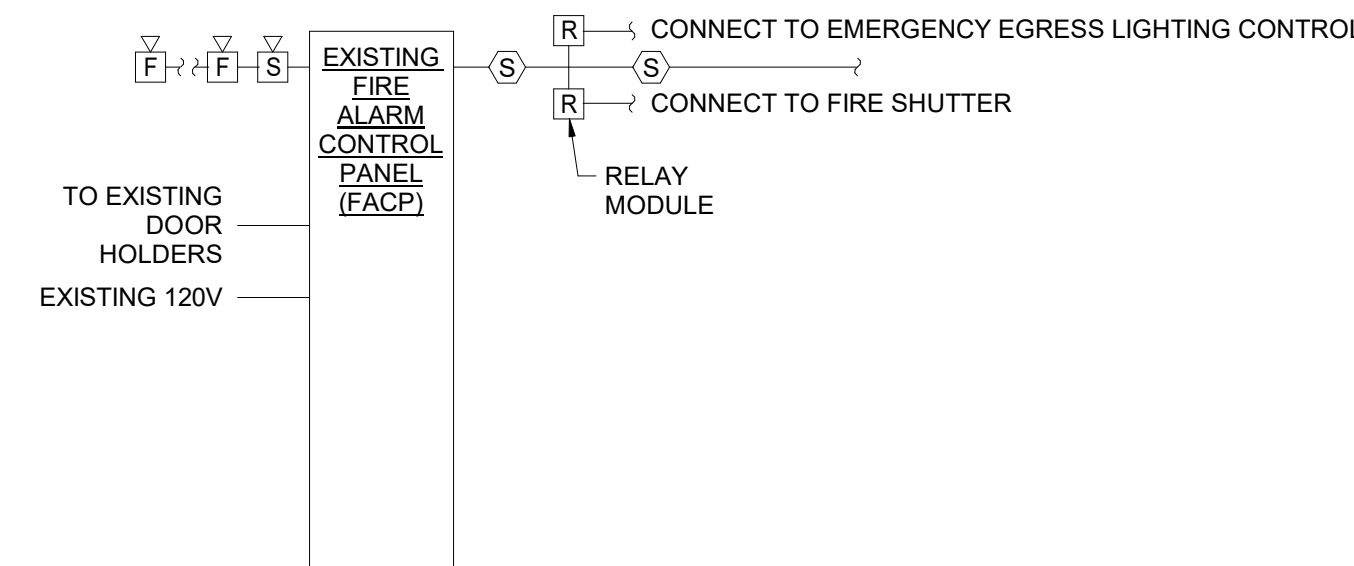 R CONNECT TO EMERGENCY EGRESS LIGHTING CONTROL
F F S
EXISTING
FIRE
ALARM
CONTROL
PANEL
(FACP)
S S
R CONNECT TO FIRE SHUTTER
RELAY
MODULE
TO EXISTING
DOOR
HOLDERS
EXISTING 120V